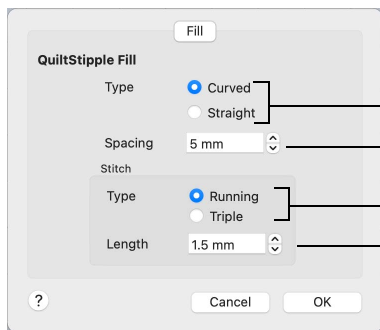 Fill
QuiltStipple Fill
Type Curved
Straight
Spacing 5 mm
Stitch
Type Running
Triple
Length 1.5 mm
? Cancel OK